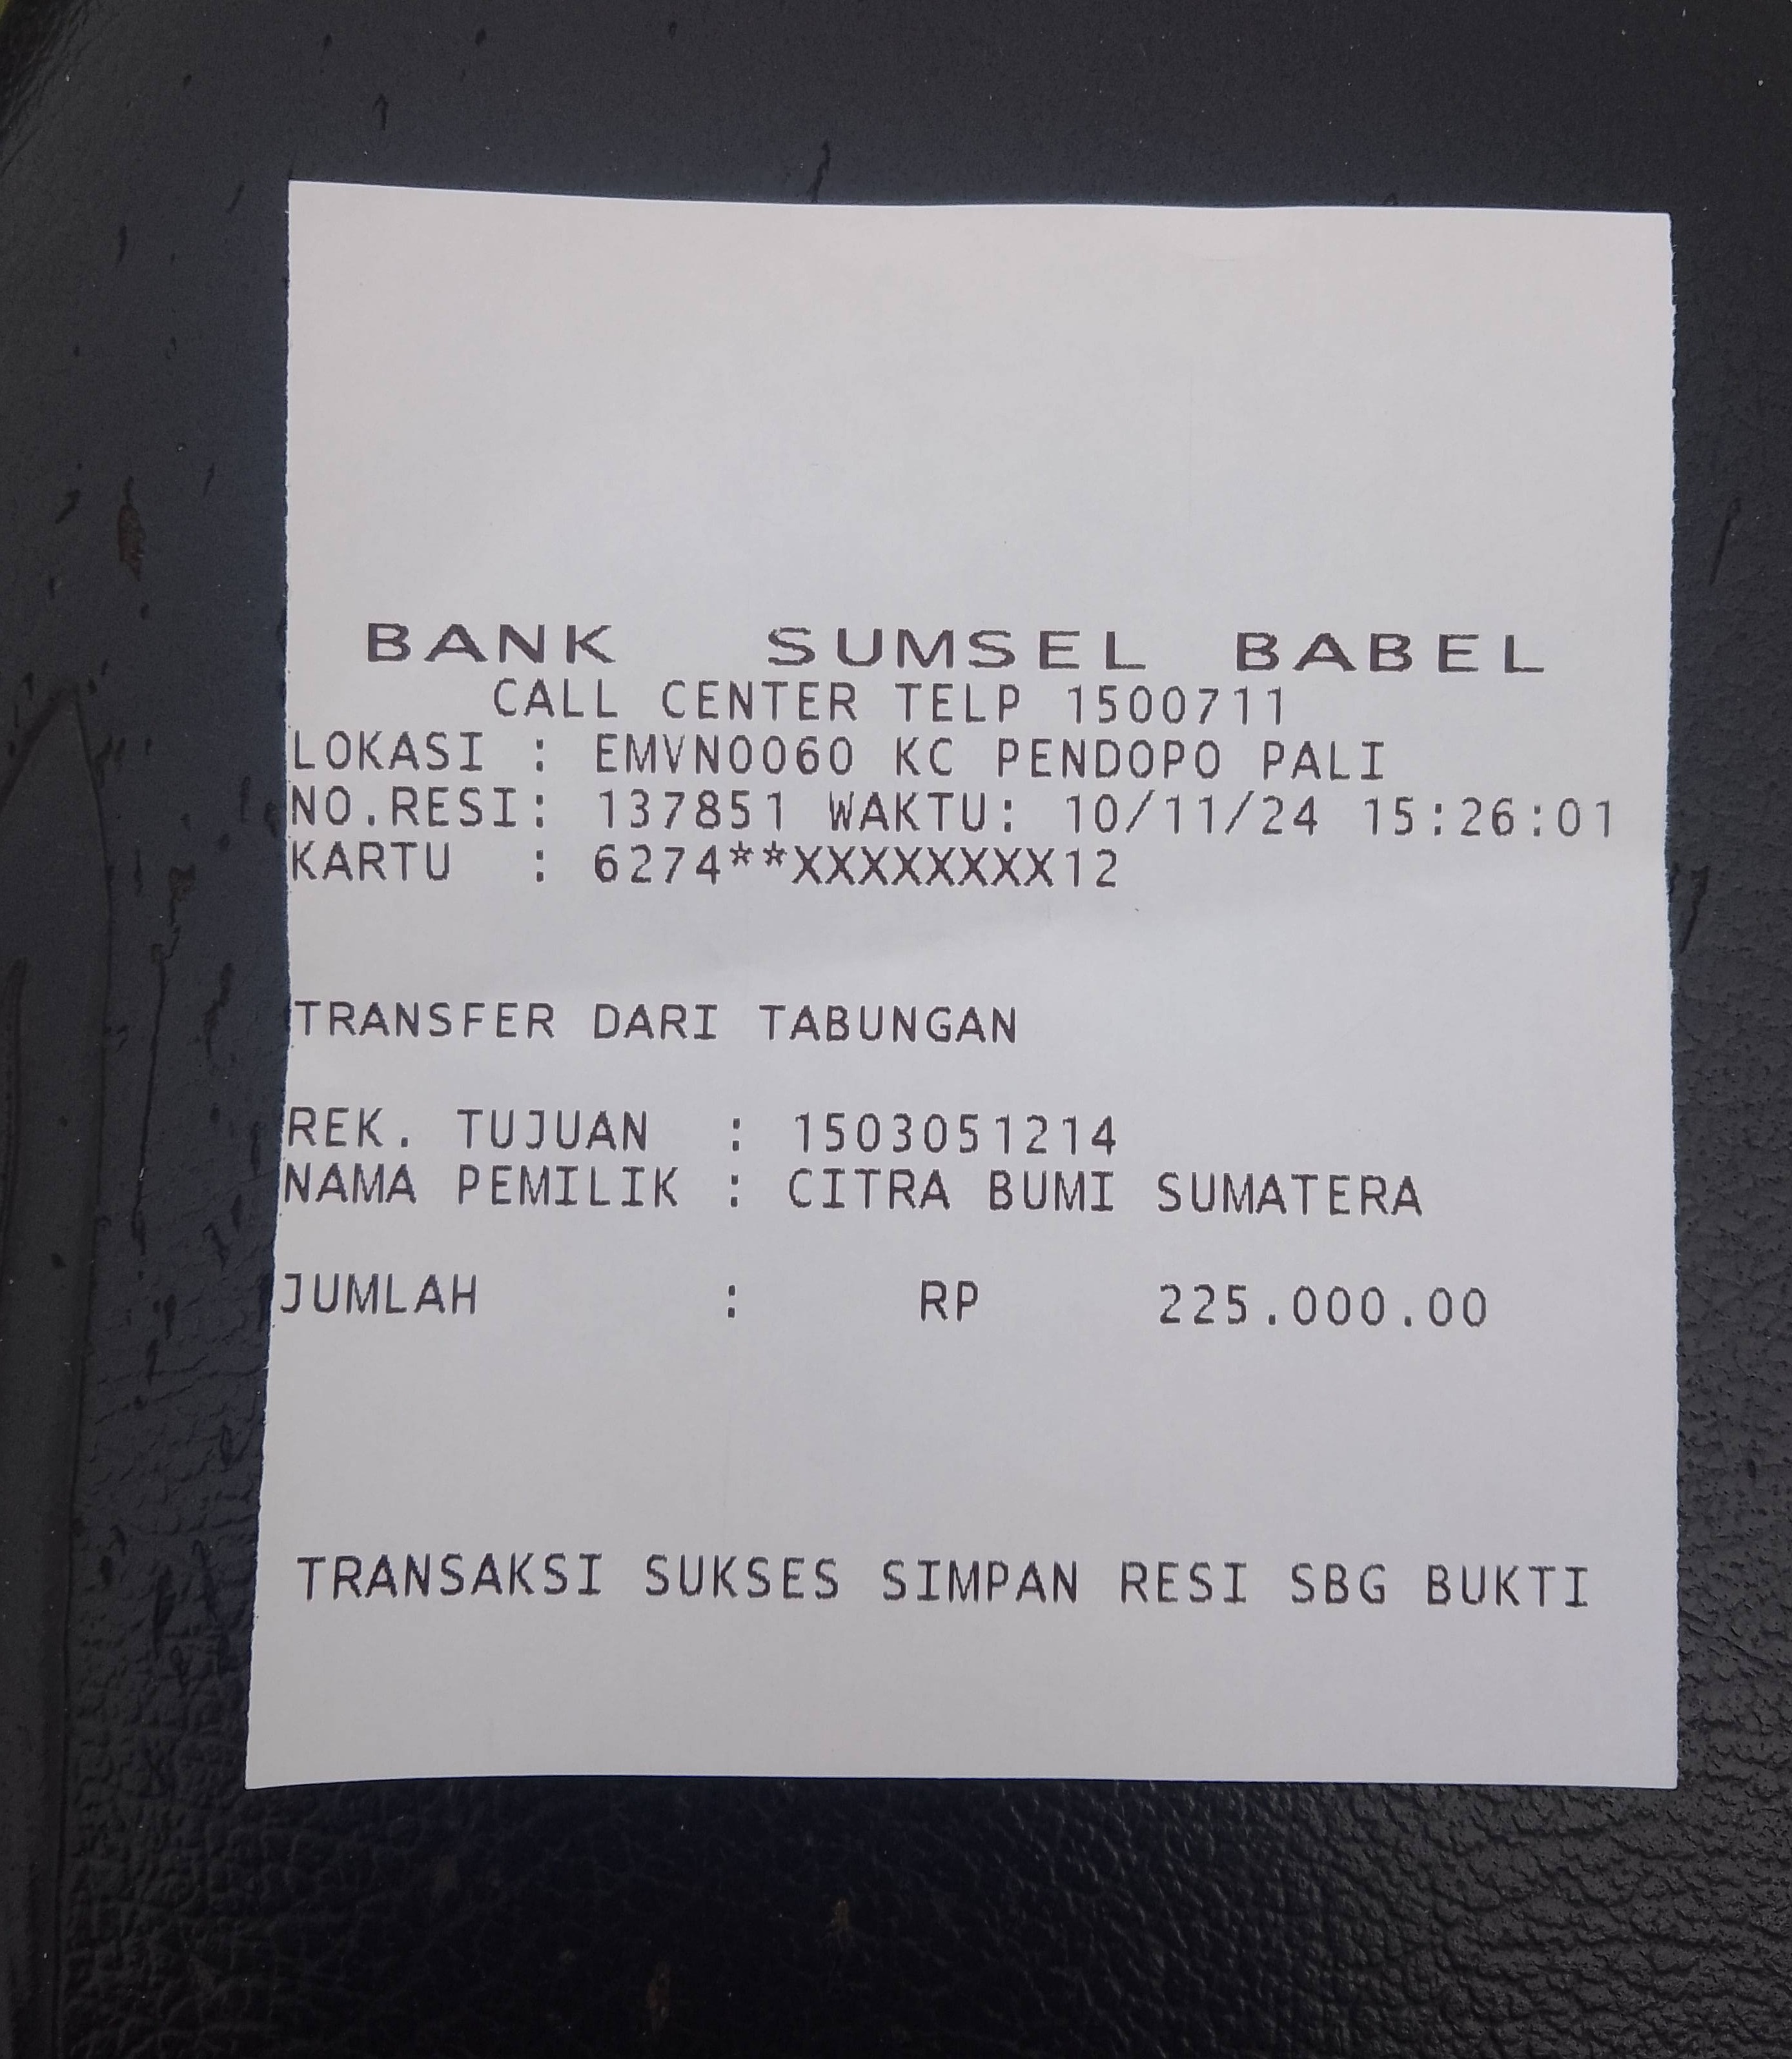 BANK SUMSEL BABEL
CALL CENTER TELP 1500711
LOKASI : EMVN0060 KC PENDOPO PALI
NO.RESI: 137851 WAKTU: 10/11/24 15:26:01
KARTU : 6274**XXXXXXXX12
TRANSFER DARI TABUNGAN
REK. TUJUAN : 1503051214
NAMA PEMILIK : CITRA BUMI SUMATERA
JUMLAH : RP 225.000.00
TRANSAKSI SUKSES SIMPAN RESI SBG BUKTI